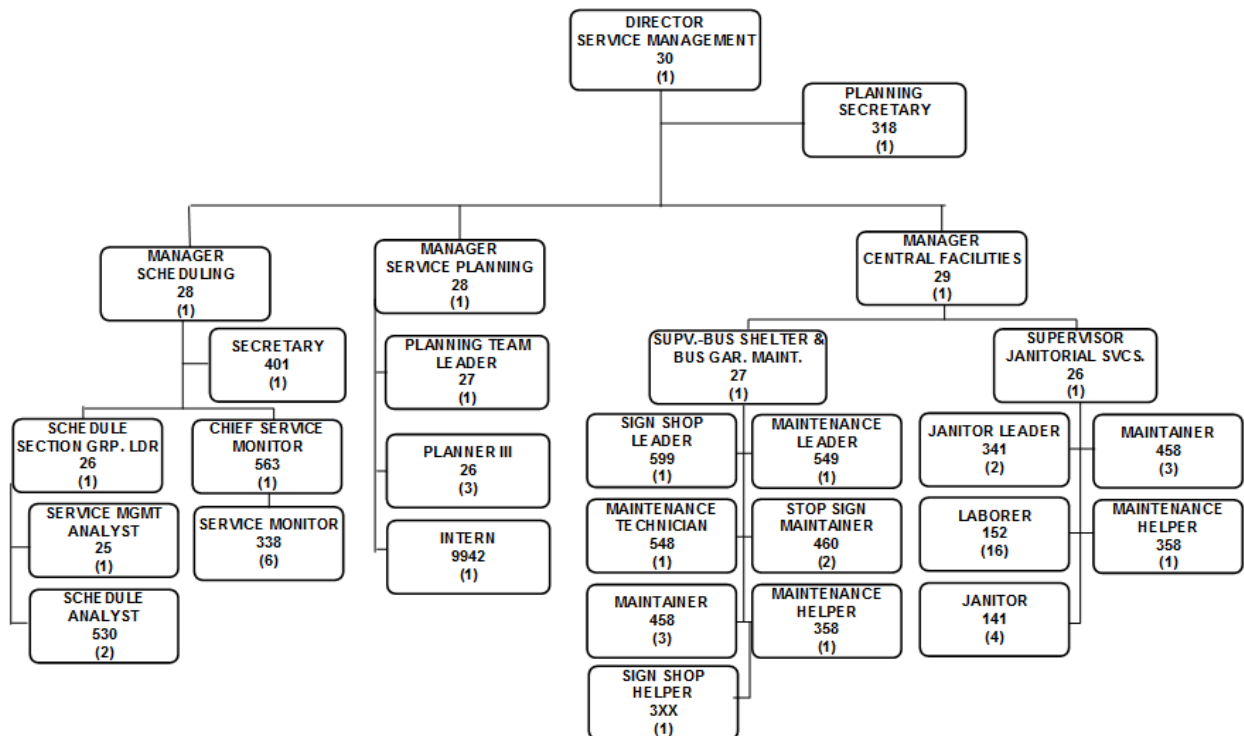 DIRECTOR
SERVICE MANAGEMENT
30
(1)
PLANNING
SECRETARY
318
(1)
MANAGER
SCHEDULING
28
(1)
SECRETARY
401
(1)
SCHEDULE
SECTION GRP. LDR
26
(1)
SERVICE MGMT
ANALYST
25
(1)
SCHEDULE
ANALYST
530
(2)
CHIEF SERVICE
MONITOR
563
(1)
SERVICE MONITOR
338
(6)
MANAGER
SERVICE PLANNING
28
(1)
PLANNING TEAM
LEADER
27
(1)
PLANNER III
26
(3)
INTERN
9942
(1)
MANAGER
CENTRAL FACILITIES
29
(1)
SUPV.-BUS SHELTER &
BUS GAR. MAINT.
27
(1)
SIGN SHOP
LEADER
599
(1)
MAINTENANCE
LEADER
549
(1)
MAINTENANCE
TECHNICIAN
548
(1)
STOP SIGN
MAINTAINER
460
(2)
MAINTAINER
458
(3)
MAINTENANCE
HELPER
358
(1)
SIGN SHOP
HELPER
3XX
(1)
SUPERVISOR
JANITORIAL SVCS.
26
(1)
JANITOR LEADER
341
(2)
MAINTAINER
458
(3)
LABORER
152
(16)
MAINTENANCE
HELPER
358
(1)
JANITOR
141
(4)